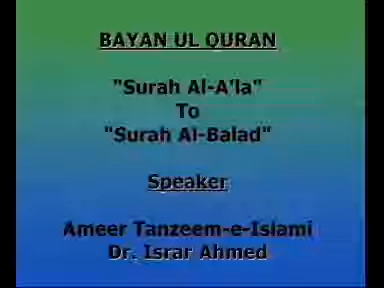 BAYAN UL QURAN
"Surah Al-A'la"
To
"Surah Al-Balad"
Speaker
Ameer Tanzeem-e-Islami
Dr. Israr Ahmed